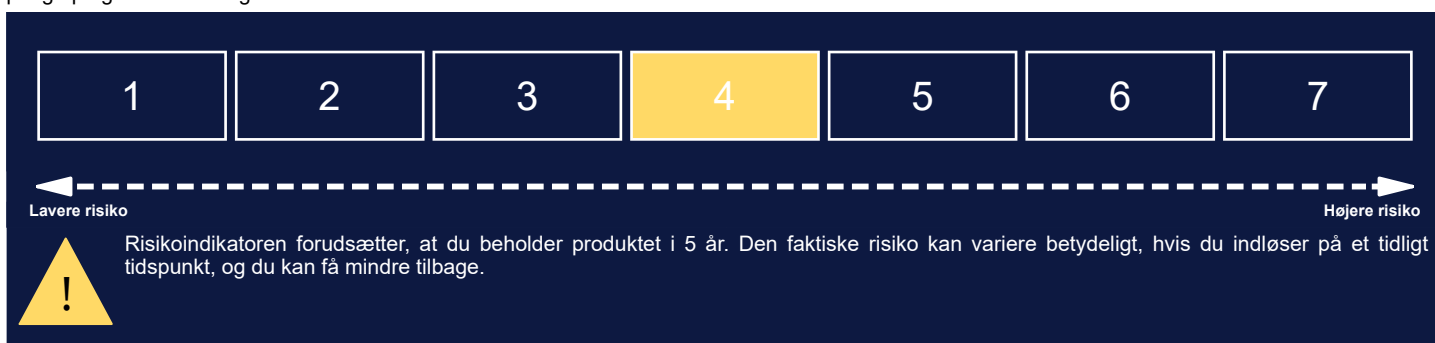 1 2 3 4 5 6 7
Lavere risiko Højere risiko
Risikoindikatoren forudsætter, at du beholder produktet i 5 år. Den faktiske risiko kan variere betydeligt, hvis du indløser på et tidligt
tidspunkt, og du kan få mindre tilbage.
!